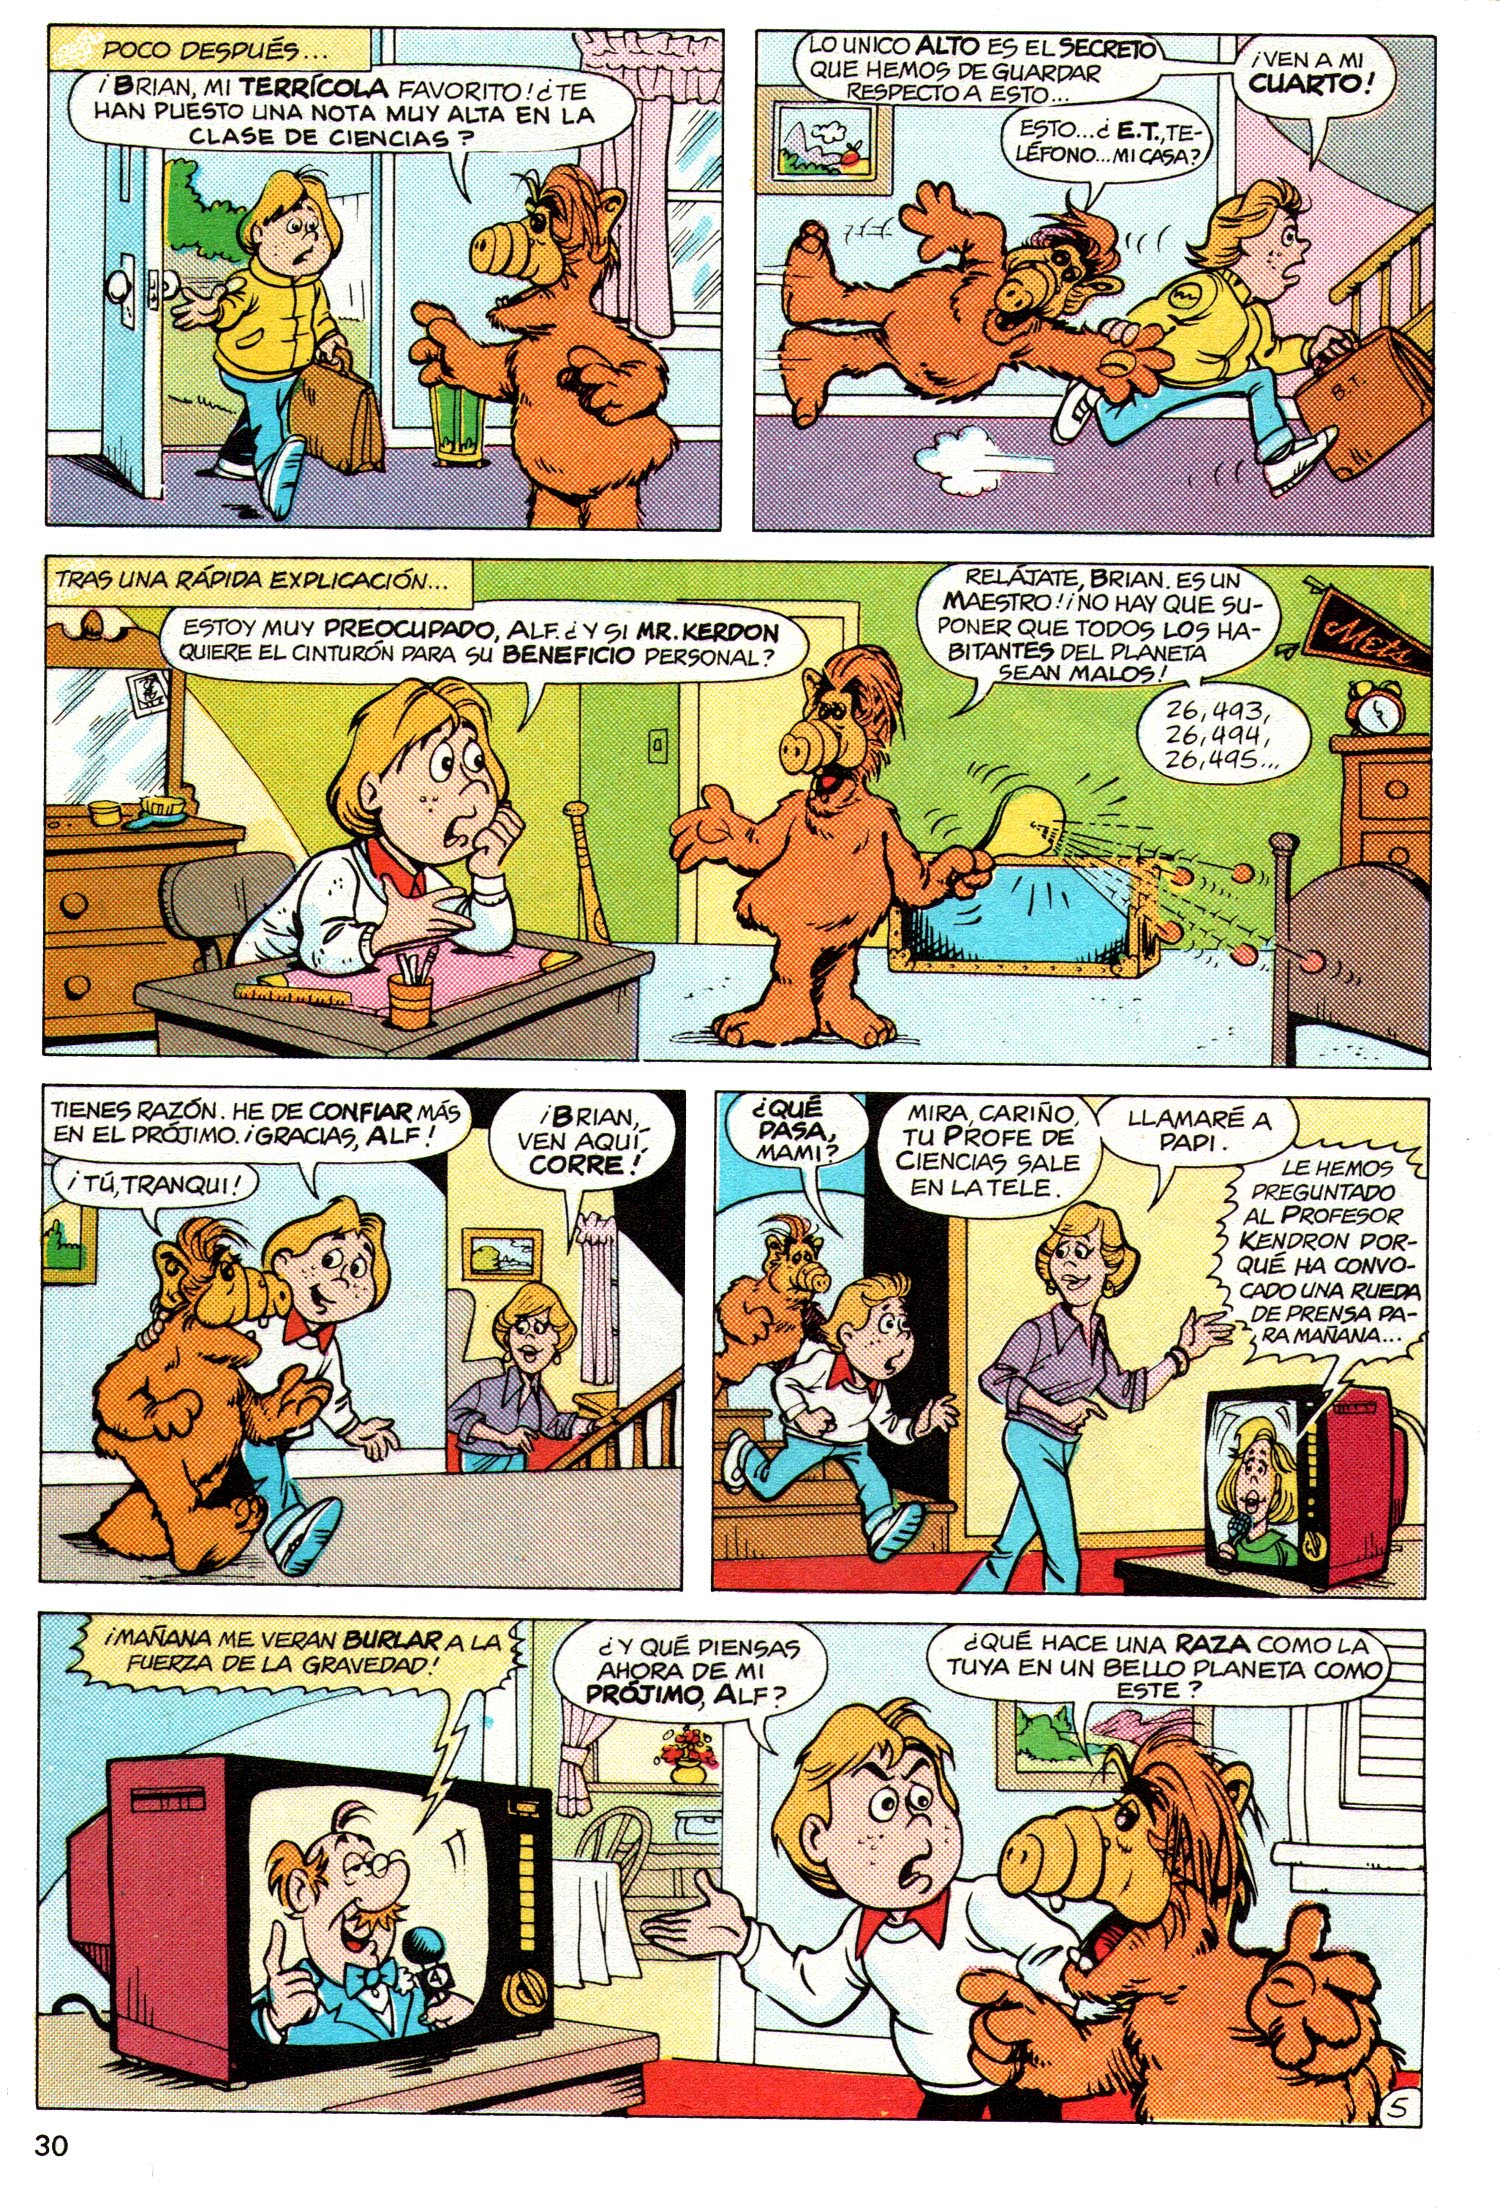 POCO DESPUÉS...
¡BRIAN, MI TERRÍCOLA FAVORITO! ¿TE
HAN PUESTO UNA NOTA MUY ALTA EN LA
CLASE DE CIENCIAS?
LO UNICO ALTO ES EL SECRETO
QUE HEMOS DE GUARDAR
RESPECTO A ESTO...
¡VEN A MI
CUARTO!
ESTO...¿E.T., TE-
LÉFONO...MI CASA?
B.T.
TRAS UNA RÁPIDA EXPLICACIÓN...
ESTOY MUY PREOCUPADO, ALF. ¿Y SI MR. KERDON
QUIERE EL CINTURÓN PARA SU BENEFICIO PERSONAL?
RELÁJATE, BRIAN. ES UN
MAESTRO! ¡NO HAY QUE SU-
PONER QUE TODOS LOS HA-
BITANTES DEL PLANETA
SEAN MALOS!
26,493,
26,494,
26,495...
Mets
TIENES RAZÓN. HE DE CONFIAR MÁS
EN EL PRÓJIMO. ¡GRACIAS, ALF!
¡TÚ, TRANQUI!
¡BRIAN,
VEN AQUÍ,
CORRE!
¿QUÉ
PASA,
MAMI?
MIRA, CARIÑO,
TU PROFE DE
CIENCIAS SALE
EN LA TELE.
LLAMARÉ A
PAPI.
LE HEMOS
PREGUNTADO
AL PROFESOR
KENDRON POR-
QUÉ HA CONVO-
CADO UNA RUEDA
DE PRENSA PA-
RA MAÑANA...
¡MAÑANA ME VERAN BURLAR A LA
FUERZA DE LA GRAVEDAD!
¿Y QUÉ PIENSAS
AHORA DE MI
PRÓJIMO, ALF?
¿QUÉ HACE UNA RAZA COMO LA
TUYA EN UN BELLO PLANETA COMO
ESTE?
4
5
30